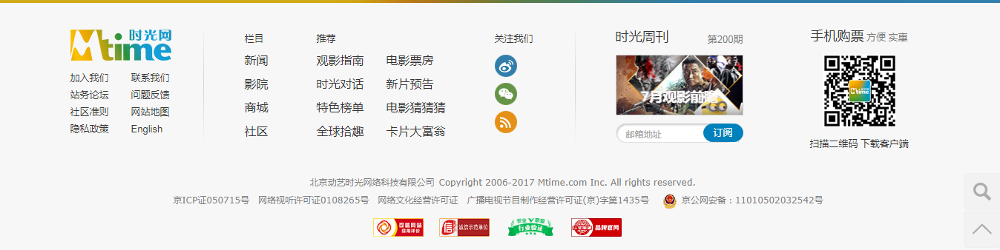 时光网
Mtime
加入我们 联系我们
站务论坛 问题反馈
社区准则 网站地图
隐私政策 English
栏目
新闻
影院
商城
社区
推荐
观影指南 电影票房
时光对话 新片预告
特色榜单 电影猜猜猜
全球拾趣 卡片大富翁
关注我们
时光周刊 第200期
7月观影前瞻
邮箱地址 订阅
手机购票 方便 实惠
Mtime
扫描二维码 下载客户端
北京动艺时光网络科技有限公司 Copyright 2006-2017 Mtime.com Inc. All rights reserved.
京ICP证050715号 网络视听许可证0108265号 网络文化经营许可证 广播电视节目制作经营许可证(京)字第1435号 京公网安备：11010502032542号
可信网站
信用评价
信 诚信示范单位
安全联盟
行业验证
品牌官网